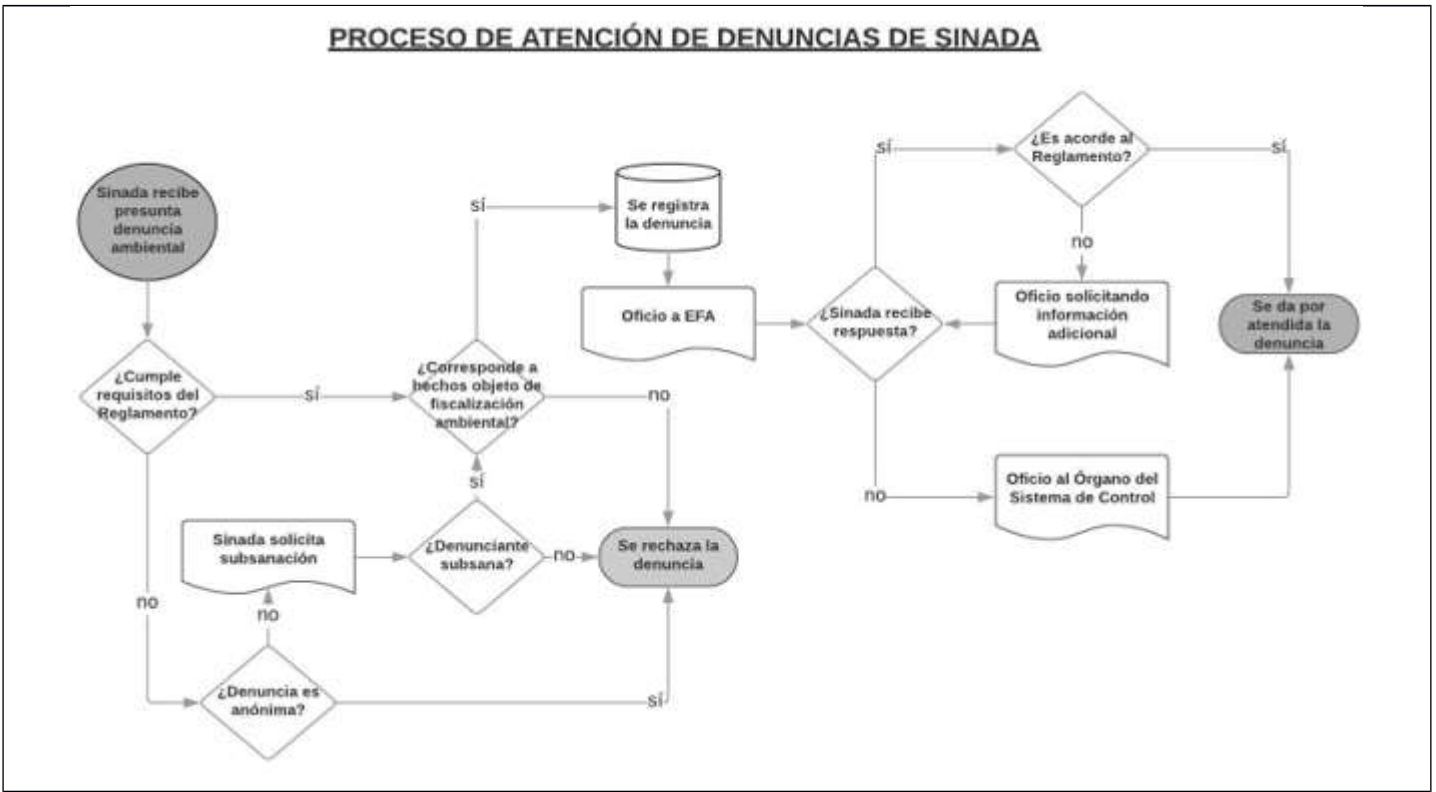 PROCESO DE ATENCIÓN DE DENUNCIAS DE SINADA
Sinada recibe
presunta
denuncia
ambiental
¿Cumple
requisitos del
Reglamento?
sí
no
¿Denuncia es
anónima?
no
sí
Sinada solicita
subsanación
¿Denunciante
subsana?
sí
no
¿Corresponde a
hechos objeto de
fiscalización
ambiental?
sí
no
Se rechaza la
denuncia
Se registra
la denuncia
Oficio a EFA
¿Sinada recibe
respuesta?
sí
no
¿Es acorde al
Reglamento?
sí
no
Oficio solicitando
información
adicional
Oficio al Órgano del
Sistema de Control
Se da por
atendida la
denuncia